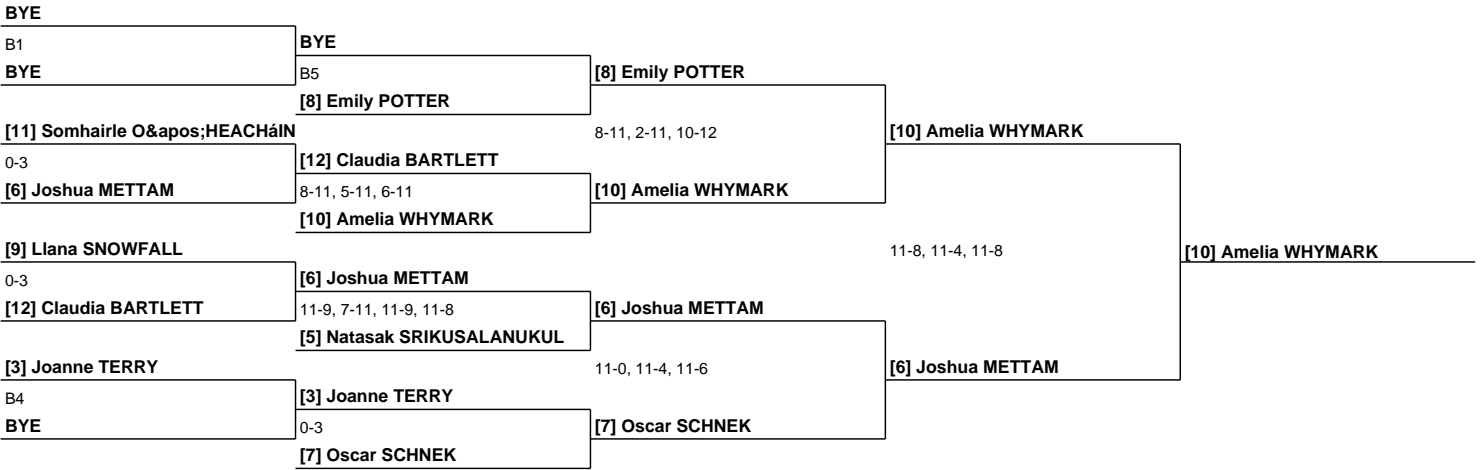 BYE
B1
BYE
[11] Somhairle O&apos;HEACHáIN
0-3
[6] Joshua METTAM
[9] Llana SNOWFALL
0-3
[12] Claudia BARTLETT
[3] Joanne TERRY
B4
BYE
BYE
B5
[8] Emily POTTER
[12] Claudia BARTLETT
8-11, 5-11, 6-11
[10] Amelia WHYMARK
[6] Joshua METTAM
11-9, 7-11, 11-9, 11-8
[5] Natasak SRIKUSALANUKUL
[3] Joanne TERRY
0-3
[7] Oscar SCHNEK
[8] Emily POTTER
8-11, 2-11, 10-12
[10] Amelia WHYMARK
[6] Joshua METTAM
11-0, 11-4, 11-6
[7] Oscar SCHNEK
[10] Amelia WHYMARK
11-8, 11-4, 11-8
[6] Joshua METTAM
[10] Amelia WHYMARK